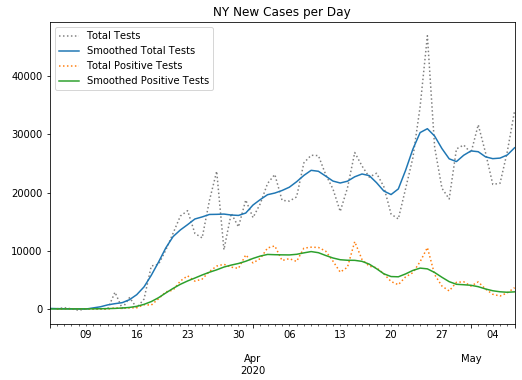 NY New Cases per Day
Total Tests
Smoothed Total Tests
Total Positive Tests
Smoothed Positive Tests
40000
30000
20000
10000
0
09 16 23 30 06 13 20 27 04
Apr May
2020